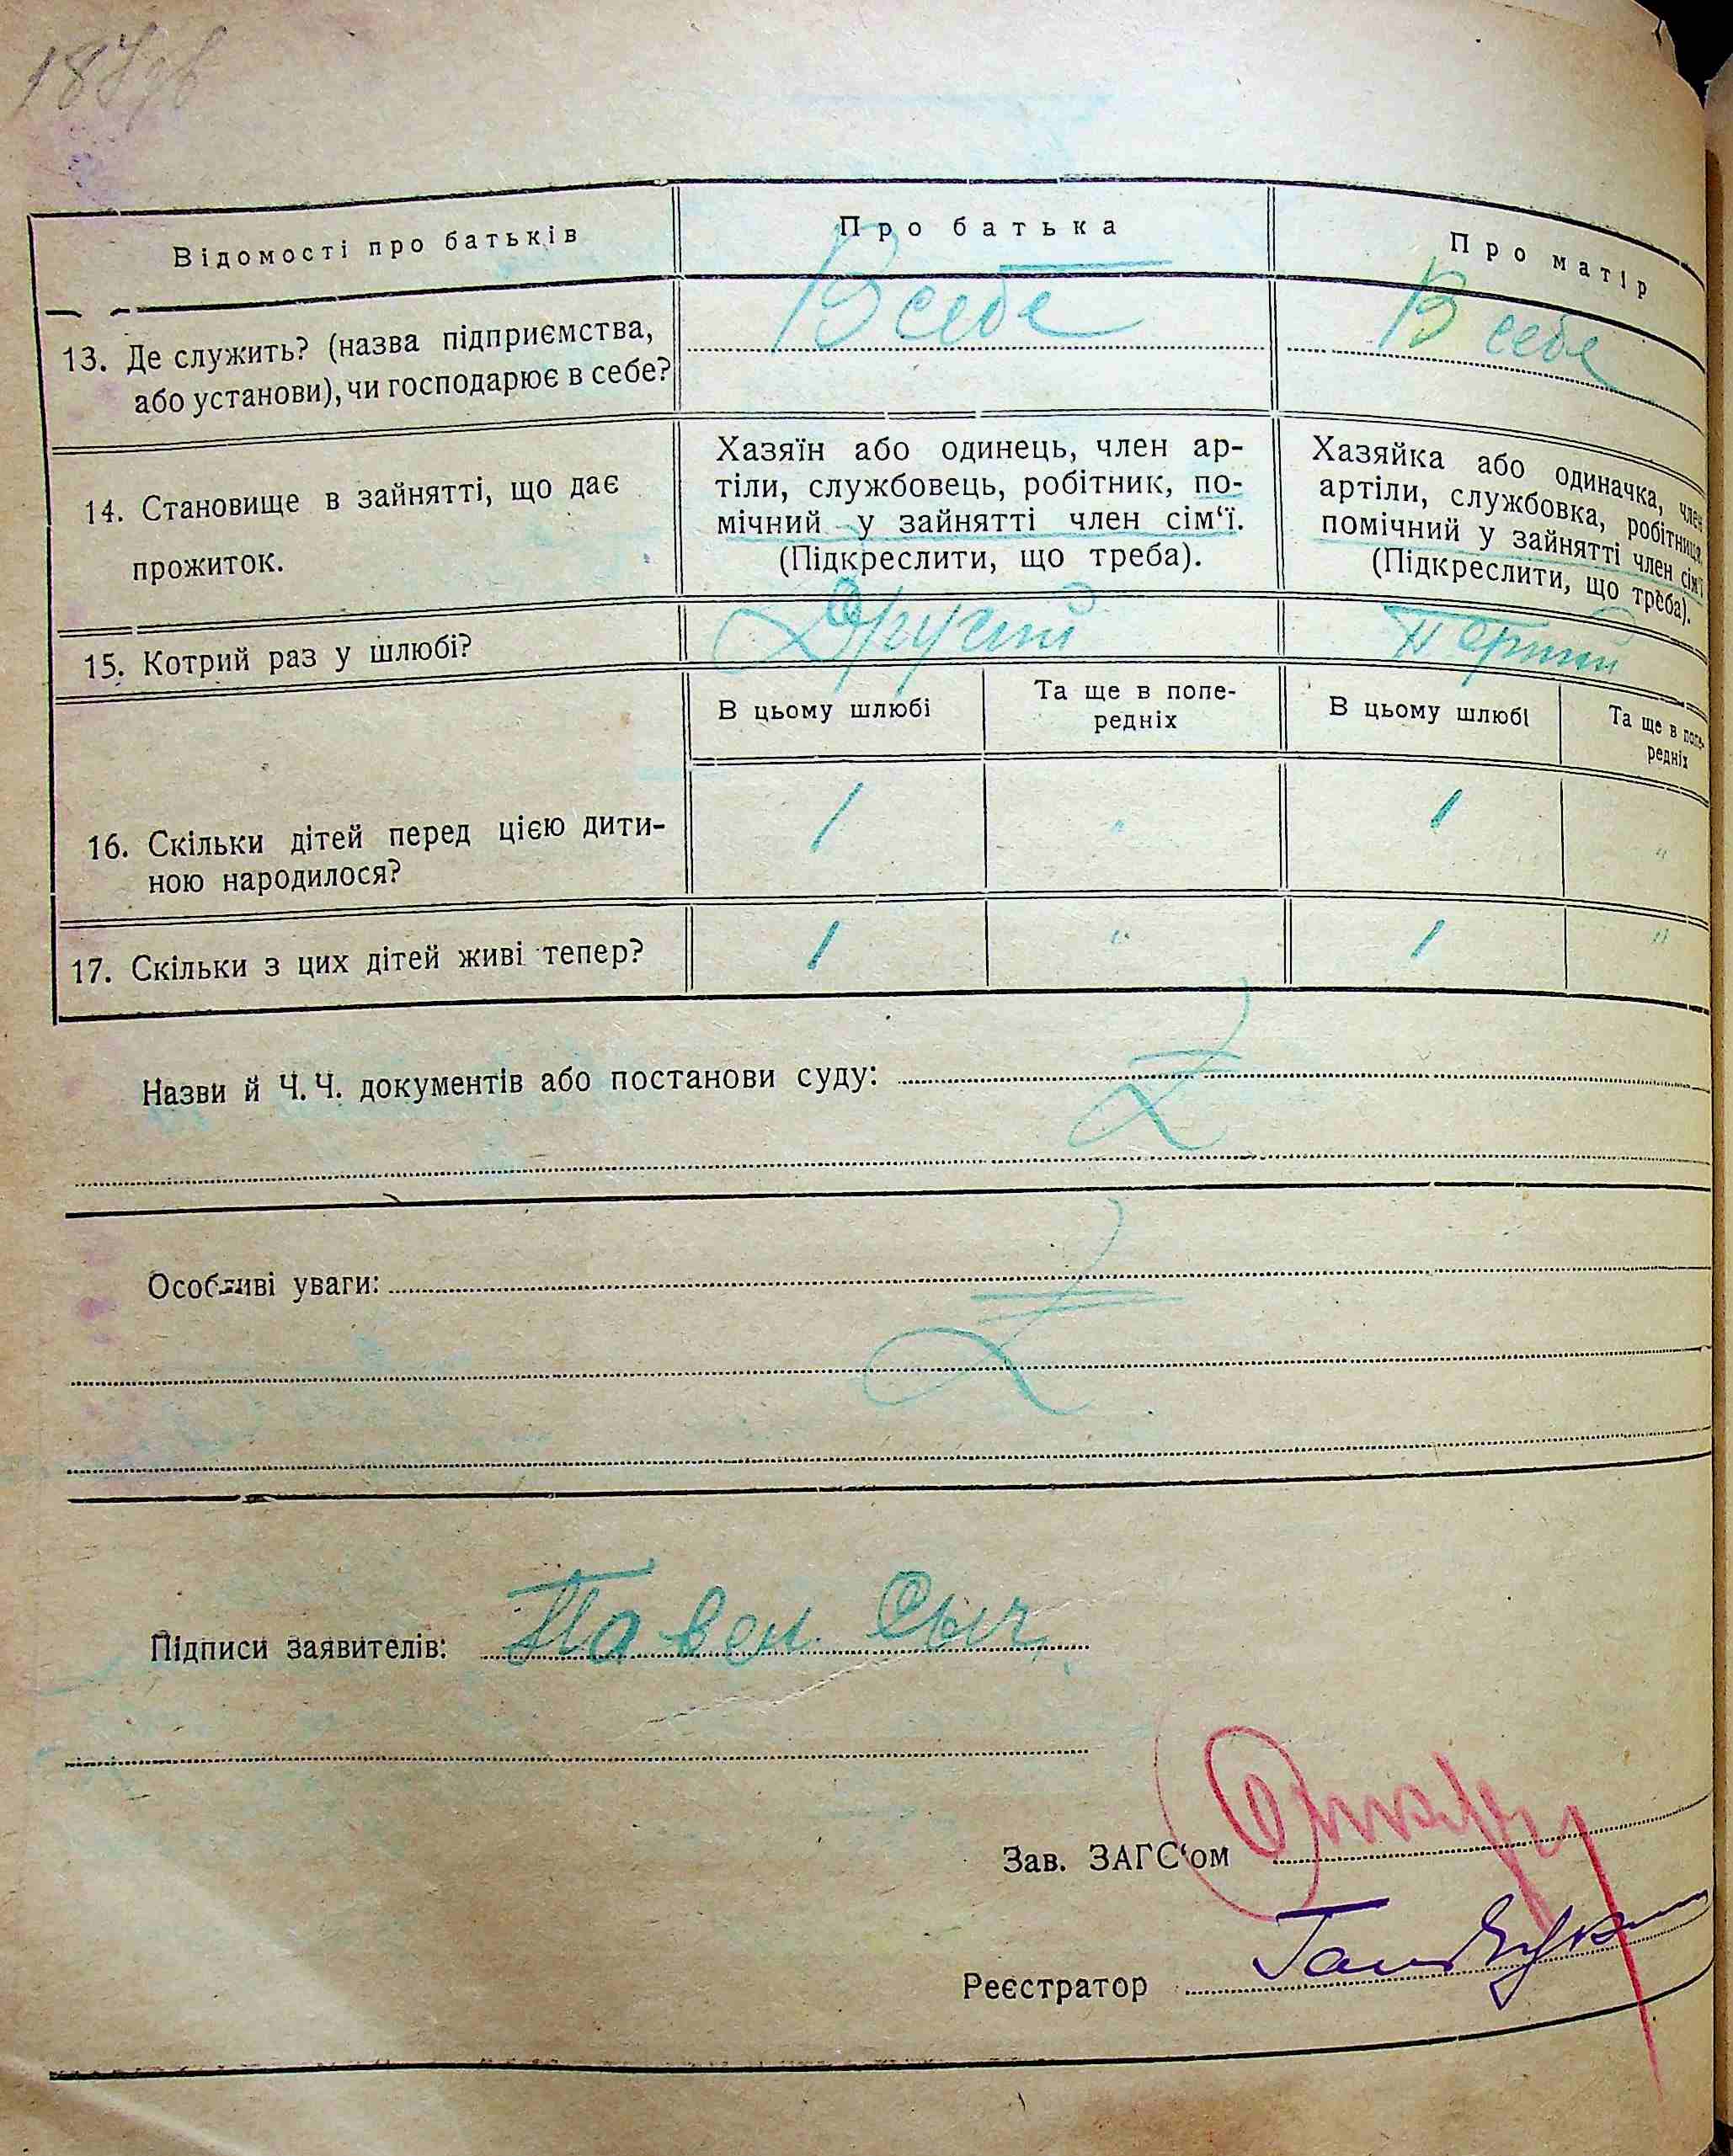 Відомості про батьків
Про батька
Про матір
13. Де служить? (назва підприємства,
або установи), чи господарює в себе?
В себе
В себе
14. Становище в зайнятті, що дає
прожиток.
Хазяїн або одинець, член ар-
тіли, службовець, робітник, по-
мічний у зайнятті член сім‘ї.
(Підкреслити, що треба).
Хазяйка або одиначка, член
артіли, службовка, робітниця,
помічний у зайнятті член сім‘ї
(Підкреслити, що треба).
15. Котрий раз у шлюбі?
Другий
Перший
В цьому шлюбі
Та ще в попе-
редніх
В цьому шлюбі
Та ще в попе-
редніх
16. Скільки дітей перед цією дити-
ною народилося?
1
"
1
"
17. Скільки з цих дітей живі тепер?
1
"
1
"
Назви й Ч. Ч. документів або постанови суду:
Z
Особливі уваги:
Z
Підписи заявителів: Павел Сыч
Зав. ЗАГС‘ом
Реєстратор